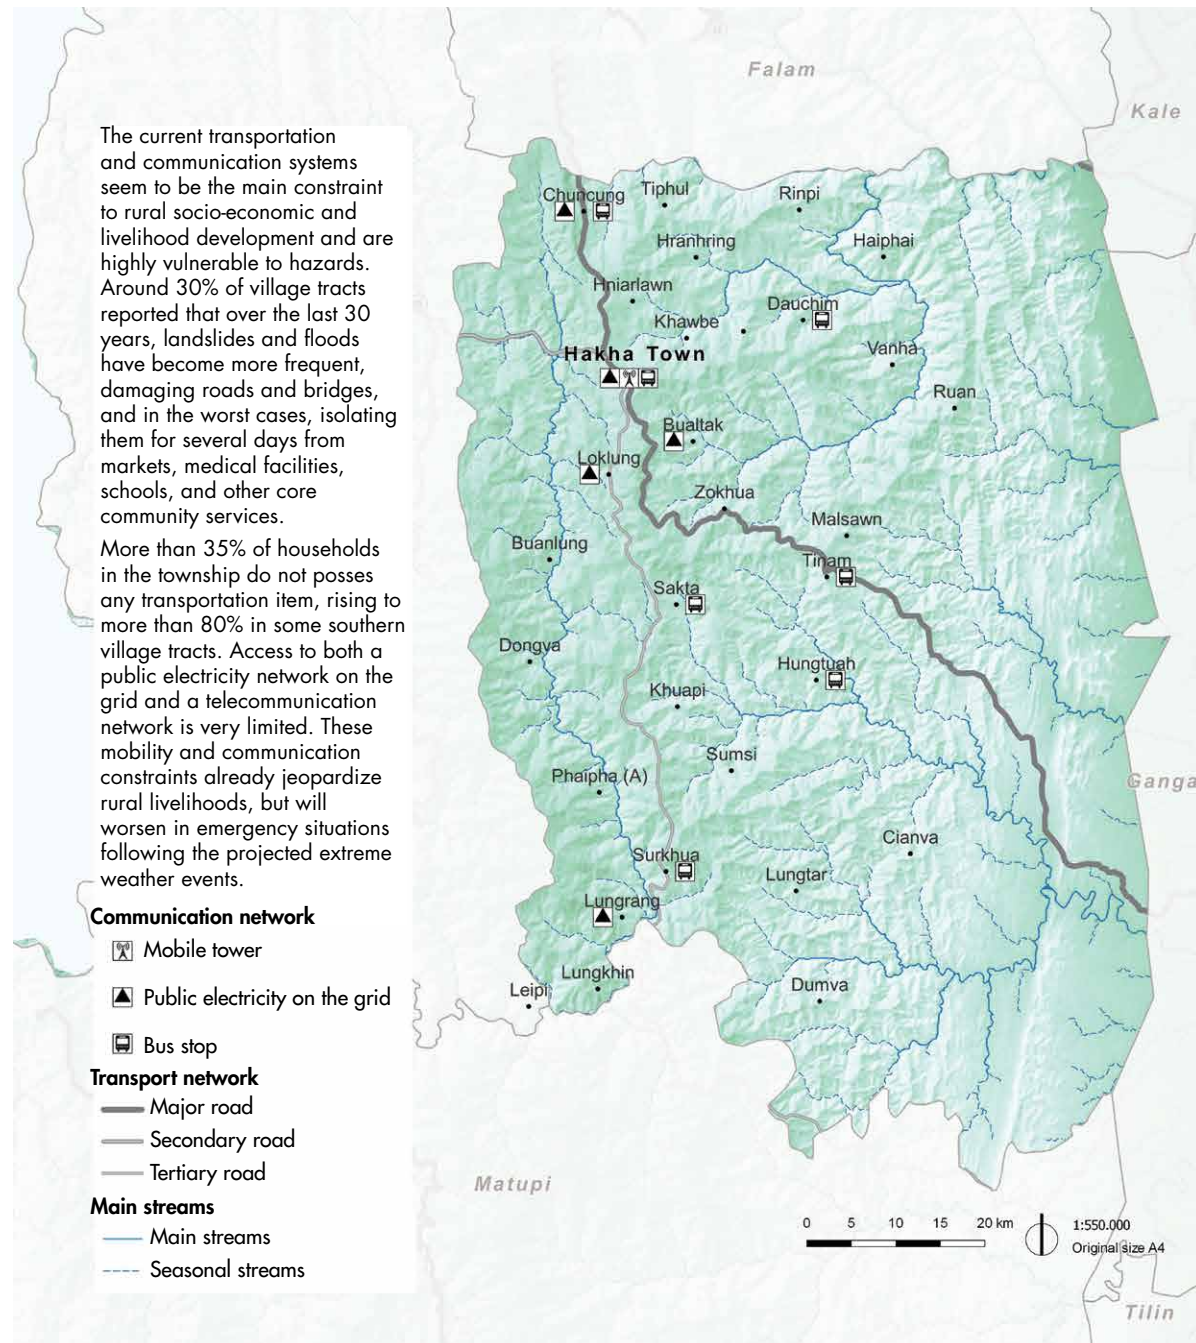 The current transportation
and communication systems
seem to be the main constraint
to rural socio-economic and
livelihood development and are
highly vulnerable to hazards.
Around 30% of village tracts
reported that over the last 30
years, landslides and floods
have become more frequent,
damaging roads and bridges,
and in the worst cases, isolating
them for several days from
markets, medical facilities,
schools, and other core
community services.
More than 35% of households
in the township do not posses
any transportation item, rising to
more than 80% in some southern
village tracts. Access to both a
public electricity network on the
grid and a telecommunication
network is very limited. These
mobility and communication
constraints already jeopardize
rural livelihoods, but will
worsen in emergency situations
following the projected extreme
weather events.
Communication network
Mobile tower
Public electricity on the grid
Bus stop
Transport network
Major road
Secondary road
Tertiary road
Main streams
Main streams
Seasonal streams
Falam
Kale
Chuncung
Tiphul
Rinpi
Hranhring
Haiphai
Hniarlawn
Dauchim
Khawbe
Hakha Town
Vanha
Ruan
Bualtak
Loklung
Zokhua
Malsawn
Buanlung
Tinam
Sakta
Dongva
Hungtuah
Khuapi
Sumsi
Phaipha (A)
Ganga
Cianva
Surkhua
Lungtar
Lungrang
Lungkhin
Leipi
Dumva
Matupi
0 5 10 15 20 km
1:550.000
Original size A4
Tilin